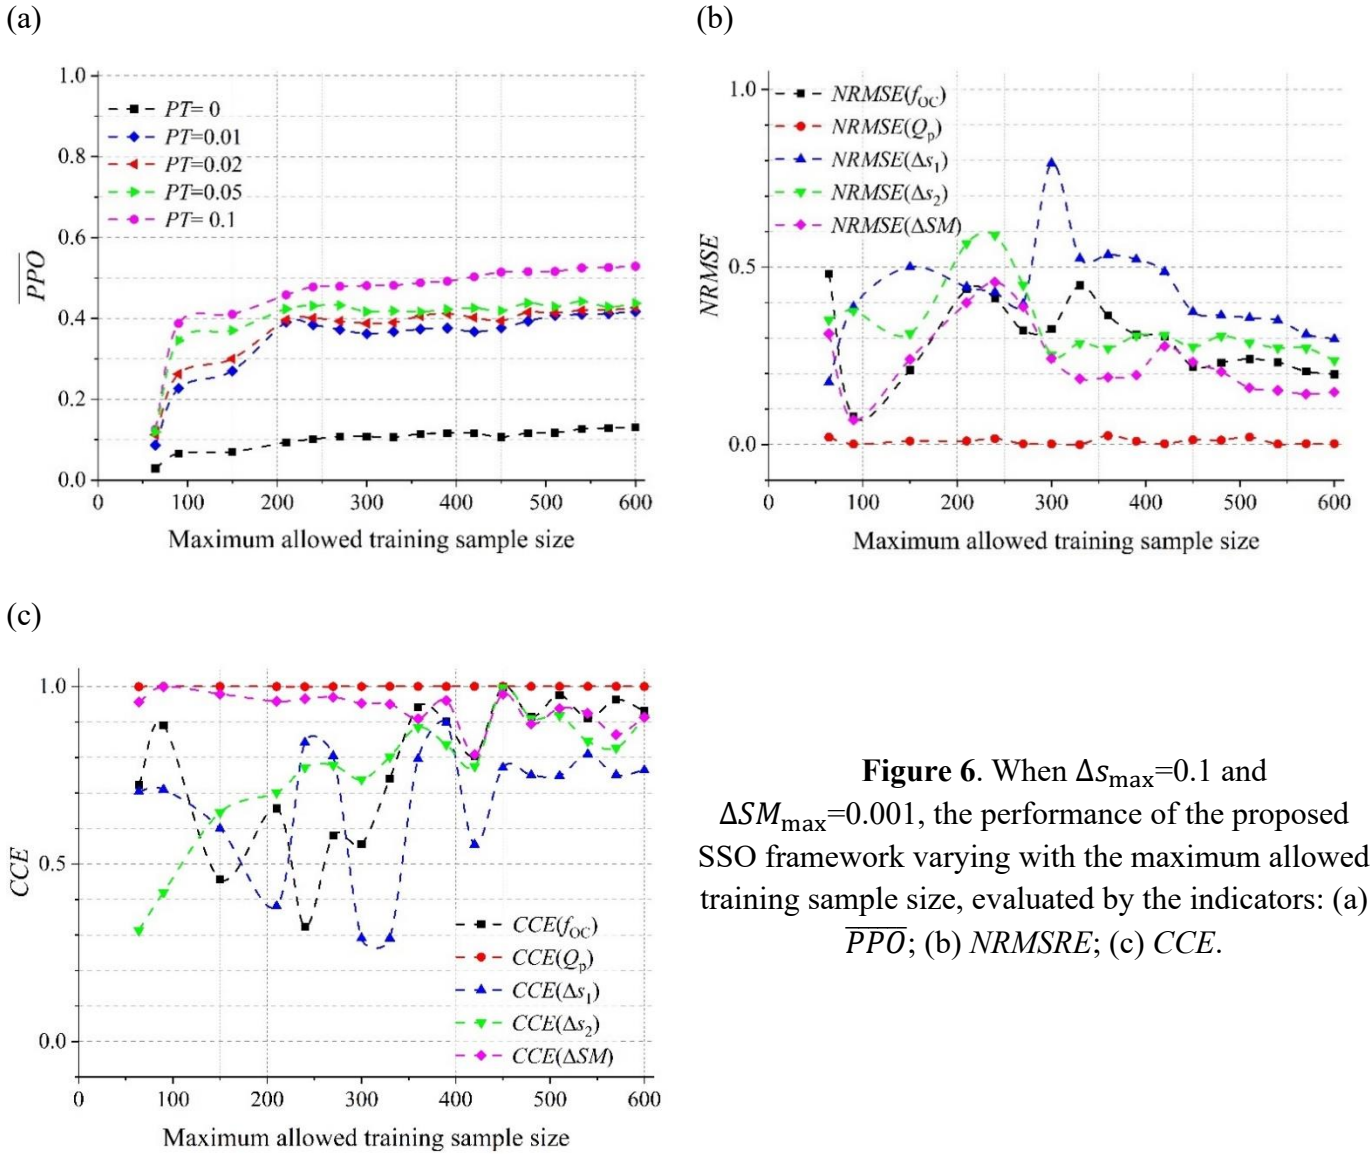 (a)
1.0
0.8
0.6
0.4
0.2
0.0
PPO
PT= 0
PT=0.01
PT=0.02
PT=0.05
PT= 0.1
0 100 200 300 400 500 600
Maximum allowed training sample size
(b)
1.0
0.5
0.0
NRMSE
NRMSE(fOC)
NRMSE(Qp)
NRMSE(Δs1)
NRMSE(Δs2)
NRMSE(ΔSM)
0 100 200 300 400 500 600
Maximum allowed training sample size
(c)
1.0
0.5
0.0
CCE
CCE(fOC)
CCE(Qp)
CCE(Δs1)
CCE(Δs2)
CCE(ΔSM)
0 100 200 300 400 500 600
Maximum allowed training sample size
Figure 6. When Δsmax=0.1 and
ΔSMmax=0.001, the performance of the proposed
SSO framework varying with the maximum allowed
training sample size, evaluated by the indicators: (a)
PPO; (b) NRMSRE; (c) CCE.